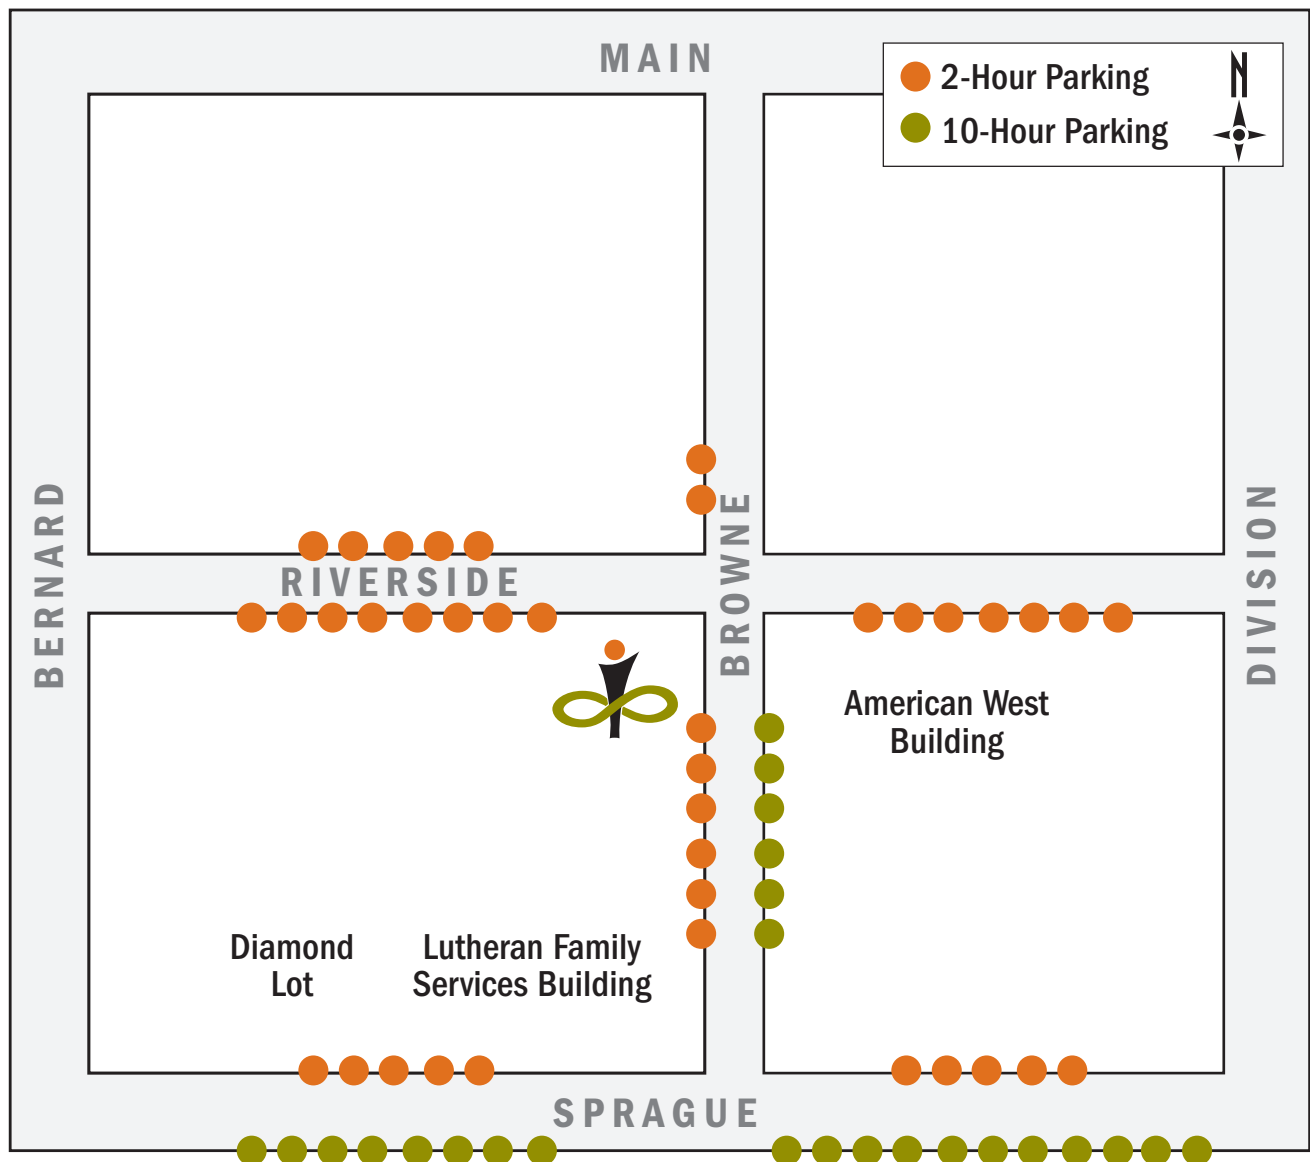 MAIN
2-Hour Parking
10-Hour Parking
N
BERNARD
RIVERSIDE
BROWNE
DIVISION
American West
Building
Diamond
Lot
Lutheran Family
Services Building
SPRAGUE